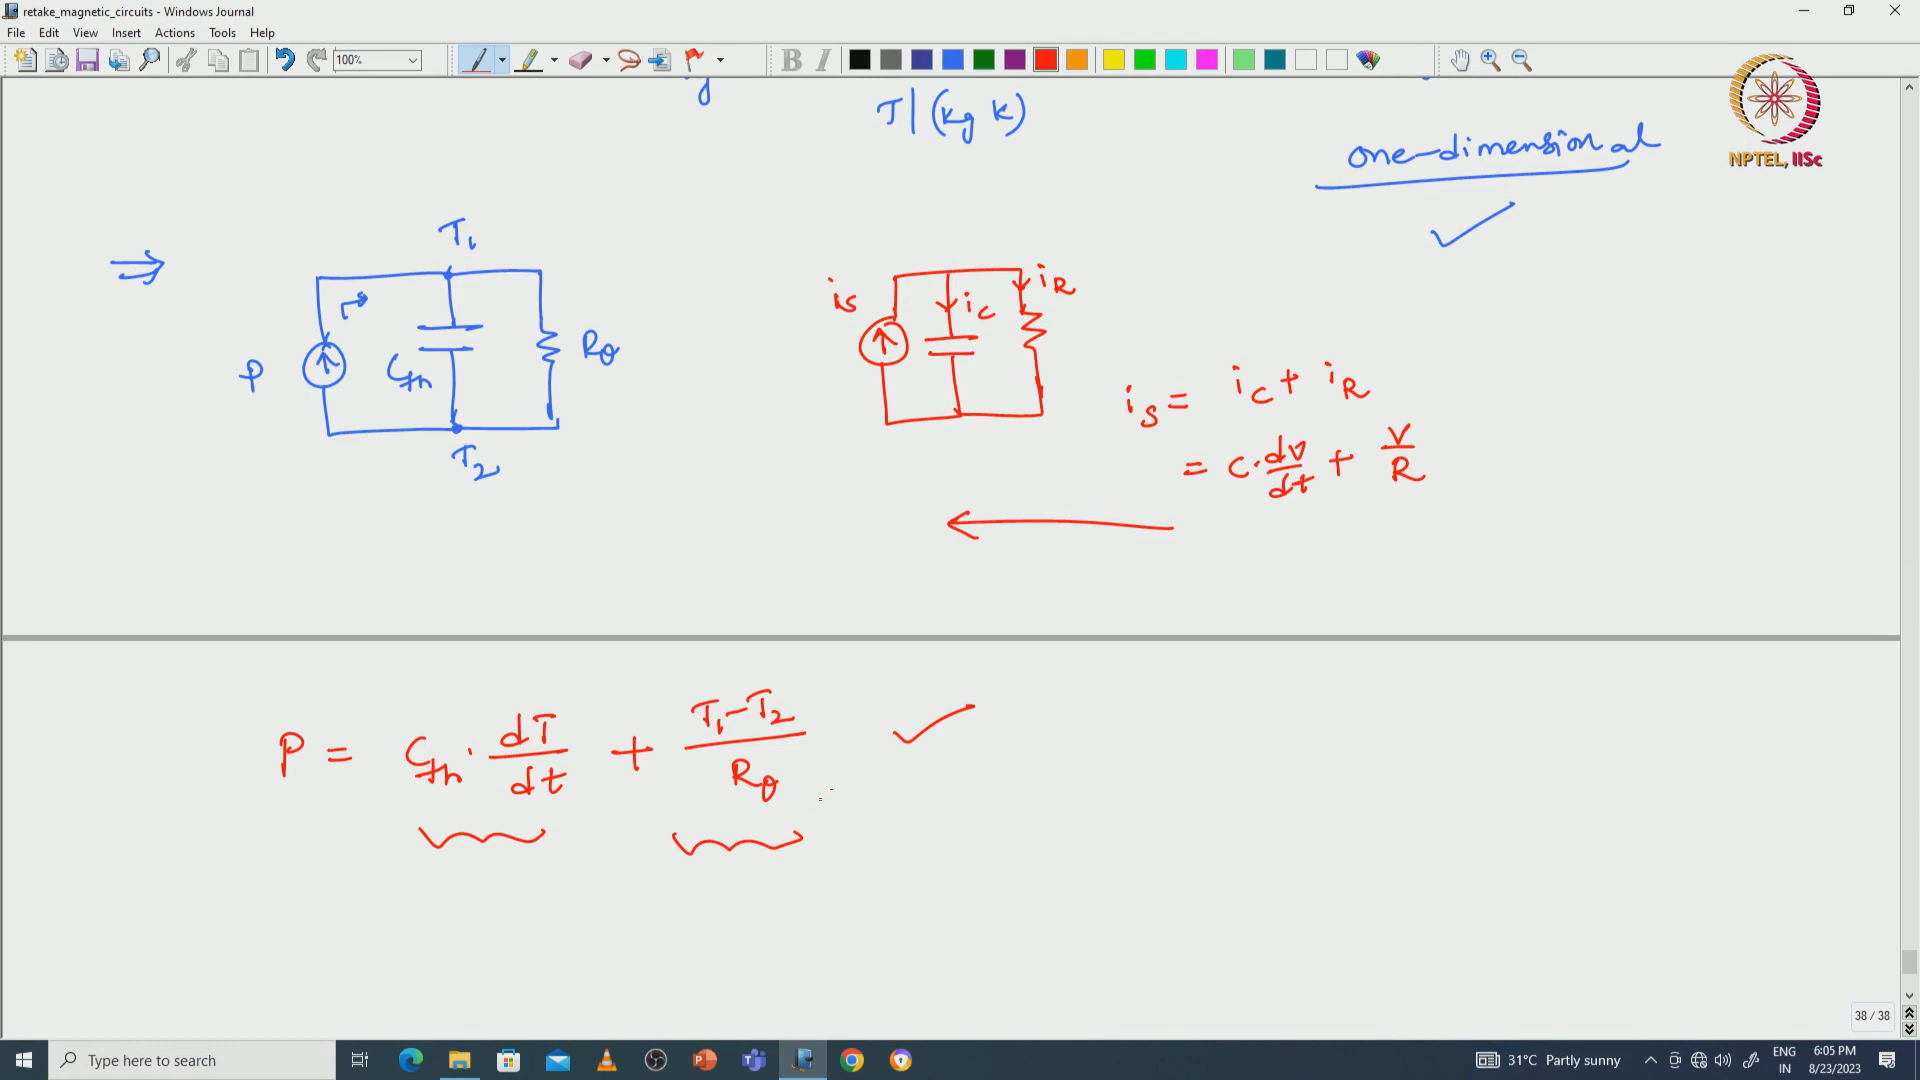 retake_magnetic_circuits - Windows Journal
File Edit View Insert Actions Tools Help
100%
B I
J/(kg K)
one-dimensional
NPTEL, IISc
T1
P
Cth
Rθ
T2
is
ic
iR
is = ic + iR
= C · dv/dt + V/R
P = Cth · dT/dt + (T1 - T2)/Rθ
38 / 38
Type here to search
31°C Partly sunny
ENG
IN
6:05 PM
8/23/2023